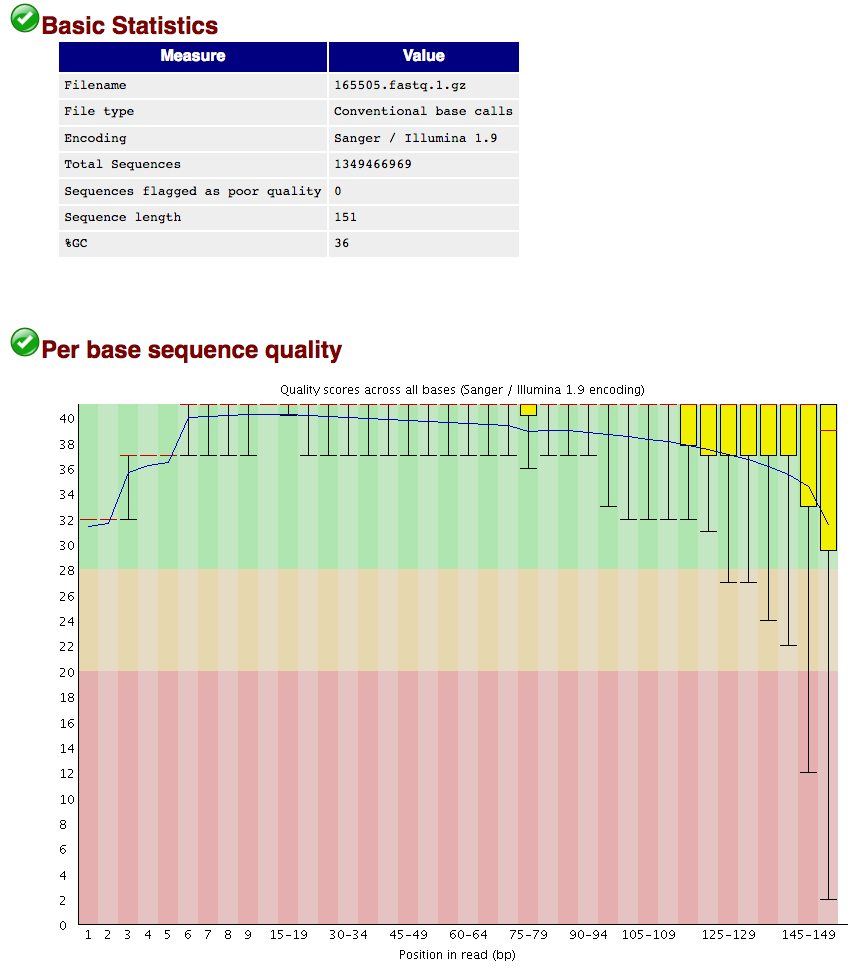 Basic Statistics
Measure Value
Filename 165505.fastq.1.gz
File type Conventional base calls
Encoding Sanger / Illumina 1.9
Total Sequences 1349466969
Sequences flagged as poor quality 0
Sequence length 151
%GC 36
Per base sequence quality
Quality scores across all bases (Sanger / Illumina 1.9 encoding)
40
38
36
34
32
30
28
26
24
22
20
18
16
14
12
10
8
6
4
2
0
1 2 3 4 5 6 7 8 9 15-19 30-34 45-49 60-64 75-79 90-94 105-109 125-129 145-149
Position in read (bp)